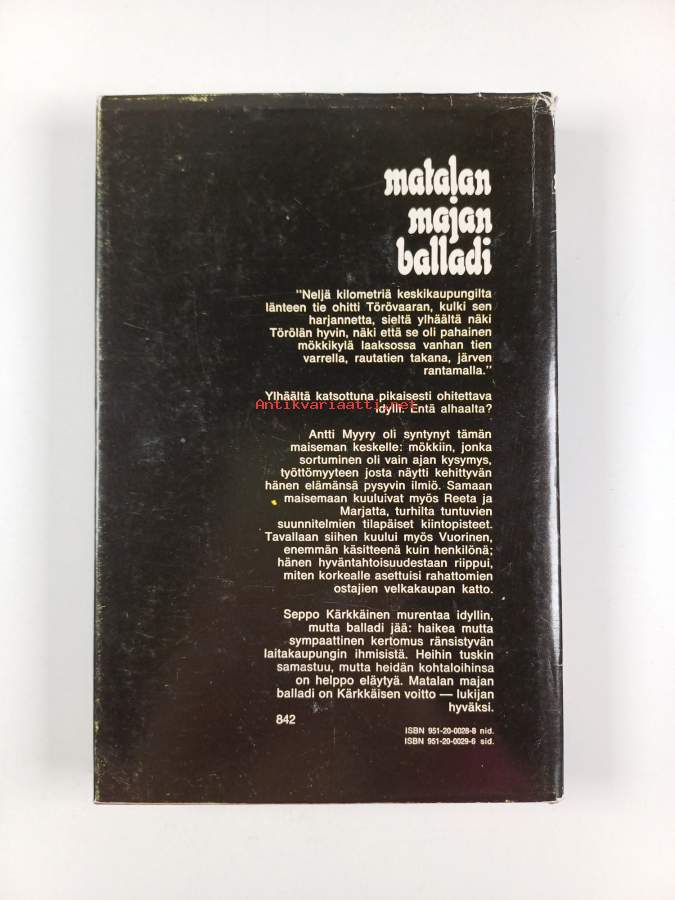 matalan
majan
balladi
"Neljä kilometriä keskikaupungilta
länteen tie ohitti Törövaaran, kulki sen
harjannetta, sieltä ylhäältä näki
Törölän hyvin, näki että se oli pahainen
mökkikylä laaksossa vanhan tien
varrella, rautatien takana, järven
rantamalla."
Ylhäältä katsottuna pikaisesti ohitettava
idylli. Entä alhaalta?
Antikvariaatti.net
Antti Myyry oli syntynyt tämän
maiseman keskelle: mökkiin, jonka
sortuminen oli vain ajan kysymys,
työttömyyteen josta näytti kehittyvän
hänen elämänsä pysyvin ilmiö. Samaan
maisemaan kuuluivat myös Reeta ja
Marjatta, turhilta tuntuvien
suunnitelmien tilapäiset kiintopisteet.
Tavallaan siihen kuului myös Vuorinen,
enemmän käsitteenä kuin henkilönä;
hänen hyväntahtoisuudestaan riippui,
miten korkealle asettuisi rahattomien
ostajien velkakaupan katto.
Seppo Kärkkäinen murentaa idyllin,
mutta balladi jää: haikea mutta
sympaattinen kertomus ränsistyvän
laitakaupungin ihmisistä. Heihin tuskin
samastuu, mutta heidän kohtaloihinsa
on helppo eläytyä. Matalan majan
balladi on Kärkkäisen voitto — lukijan
hyväksi.
842
ISBN 951-20-0028-8 nid.
ISBN 951-20-0029-6 sid.